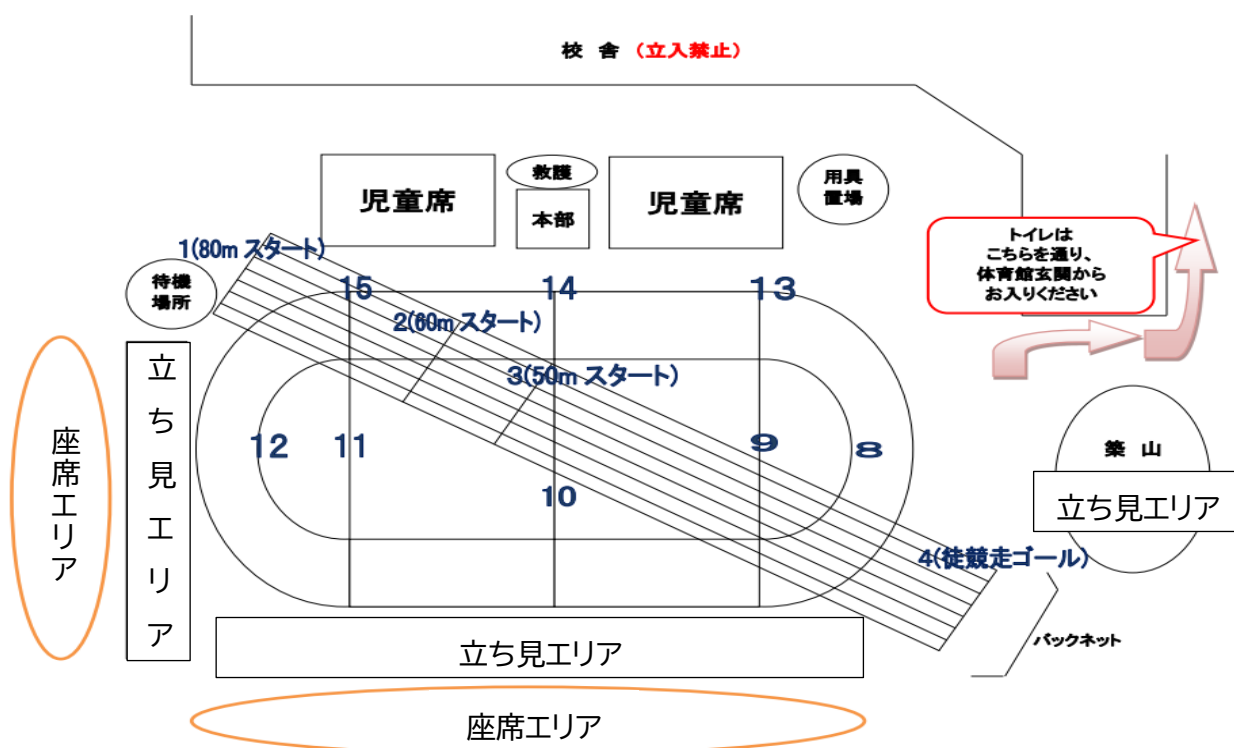 校 舎 (立入禁止)
児童席
救護
本部
児童席
用具
置場
トイレは
こちらを通り、
体育館玄関から
お入りください
1(80m スタート)
待機
場所
15
14
13
2(60m スタート)
3(50m スタート)
立ち見エリア
座席エリア
12
11
10
9
8
築 山
立ち見エリア
4(徒競走ゴール)
バックネット
立ち見エリア
座席エリア